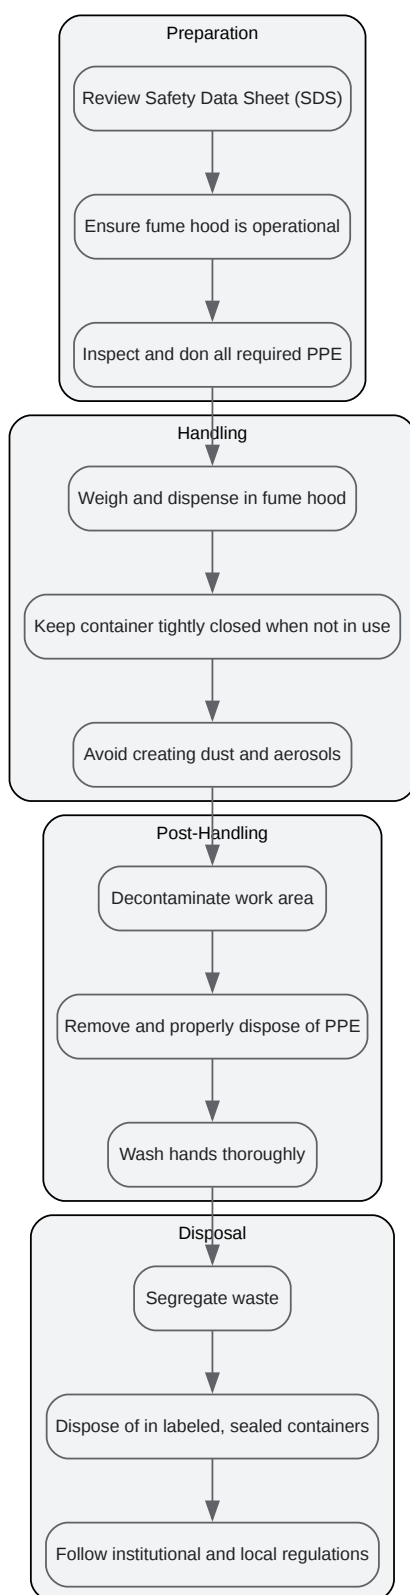 Preparation
Review Safety Data Sheet (SDS)
Ensure fume hood is operational
Inspect and don all required PPE
Handling
Weigh and dispense in fume hood
Keep container tightly closed when not in use
Avoid creating dust and aerosols
Post-Handling
Decontaminate work area
Remove and properly dispose of PPE
Wash hands thoroughly
Disposal
Segregate waste
Dispose of in labeled, sealed containers
Follow institutional and local regulations